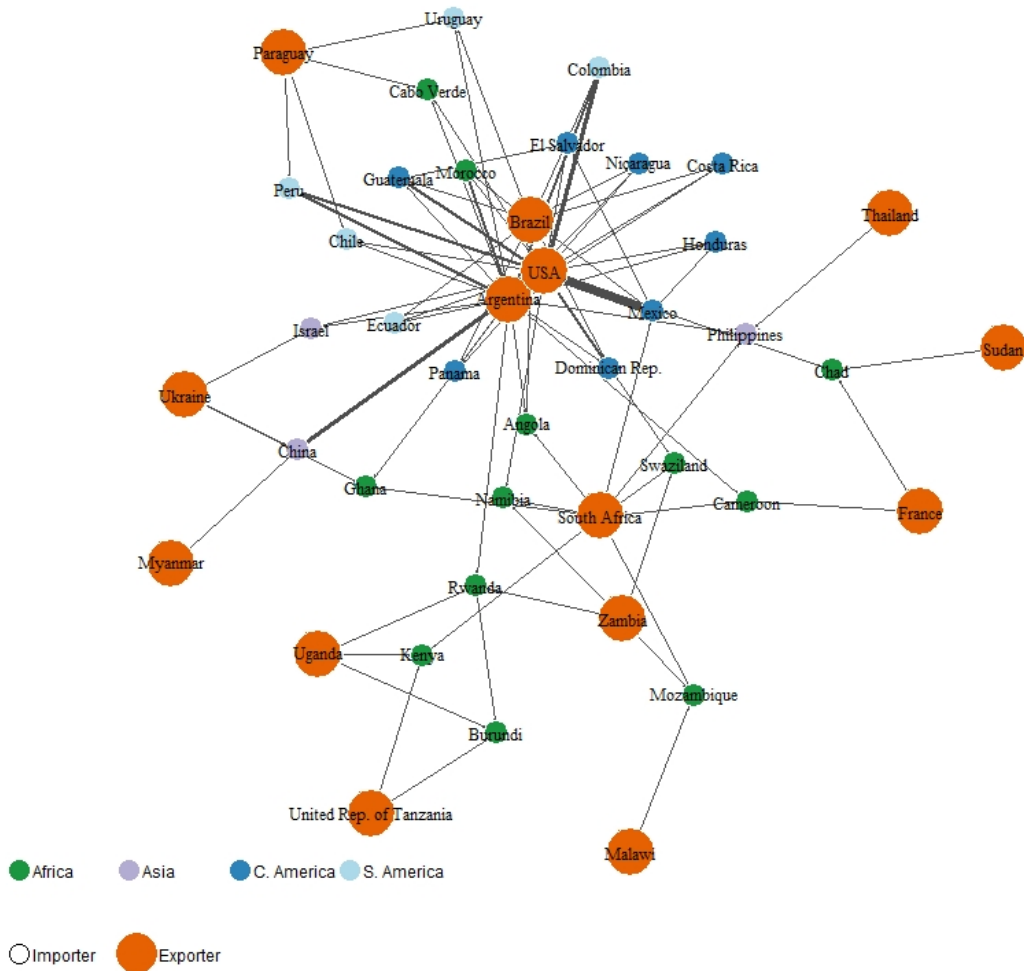 Uruguay
Paraguay
Colombia
Cabo Verde
El Salvador
Nicaragua
Costa Rica
Morocco
Guatemala
Peru
Brazil
Thailand
Chile
Honduras
USA
Argentina
Mexico
Israel
Ecuador
Philippines
Sudan
Panama
Dominican Rep.
Chad
Ukraine
Angola
China
Swaziland
Ghana
Namibia
South Africa
Cameroon
France
Myanmar
Rwanda
Zambia
Uganda
Kenya
Mozambique
Burundi
United Rep. of Tanzania
Malawi
Africa
Asia
C. America
S. America
Importer
Exporter